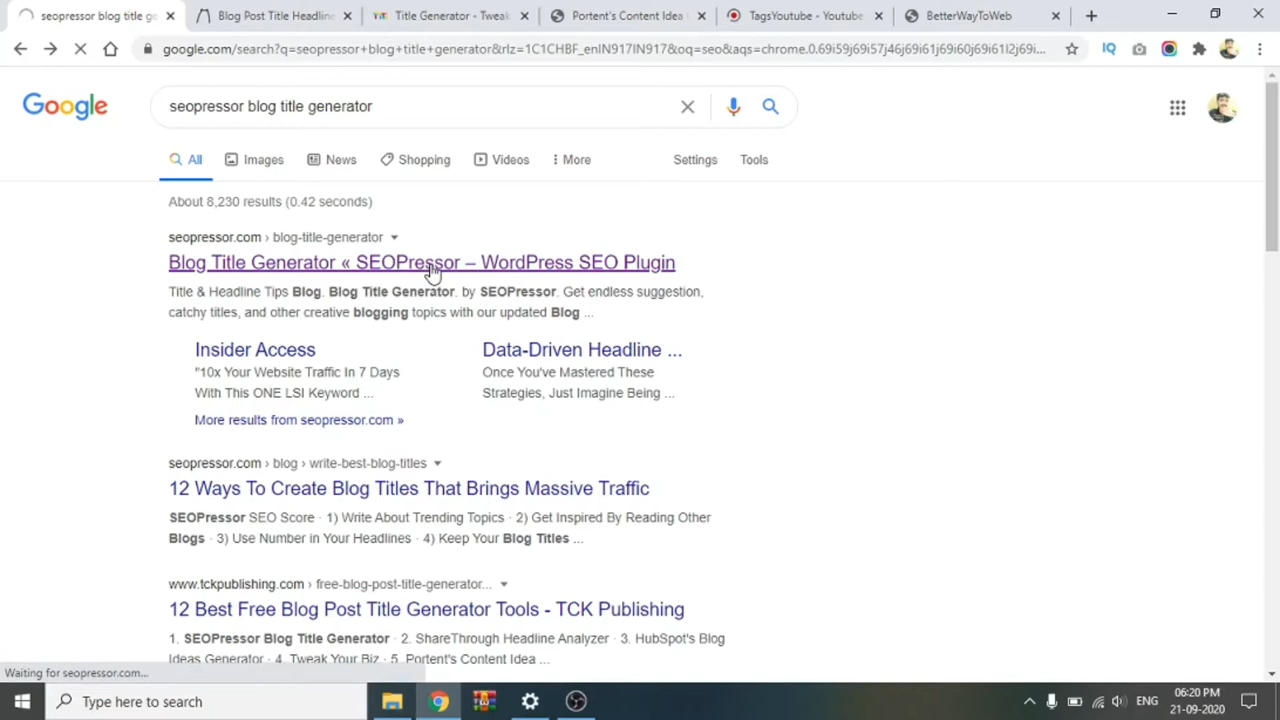 seopressor blog title ge
Blog Post Title Headline
Title Generator - Tweak
Portent's Content Idea
TagsYoutube - Youtube
BetterWayToWeb
google.com/search?q=seopressor+blog+title+generator&rlz=1C1CHBF_enIN917IN917&oq=seo&aqs=chrome.0.69i59j69i57j46j69i61j69i60j69i61l2j69i...
Google
seopressor blog title generator
All
Images
News
Shopping
Videos
More
Settings
Tools
About 8,230 results (0.42 seconds)
seopressor.com › blog-title-generator
Blog Title Generator « SEOPressor – WordPress SEO Plugin
Title & Headline Tips Blog. Blog Title Generator. by SEOPressor. Get endless suggestion,
catchy titles, and other creative blogging topics with our updated Blog ...
Insider Access
"10x Your Website Traffic In 7 Days
With This ONE LSI Keyword ...
Data-Driven Headline ...
Once You've Mastered These
Strategies, Just Imagine Being ...
More results from seopressor.com »
seopressor.com › blog › write-best-blog-titles
12 Ways To Create Blog Titles That Brings Massive Traffic
SEOPressor SEO Score · 1) Write About Trending Topics · 2) Get Inspired By Reading Other
Blogs · 3) Use Number in Your Headlines · 4) Keep Your Blog Titles ...
www.tckpublishing.com › free-blog-post-title-generator...
12 Best Free Blog Post Title Generator Tools - TCK Publishing
1. SEOPressor Blog Title Generator · 2. ShareThrough Headline Analyzer · 3. HubSpot's Blog
Ideas Generator · 4. Tweak Your Biz · 5. Portent's Content Idea ...
Waiting for seopressor.com...
Type here to search
ENG
06:20 PM
21-09-2020